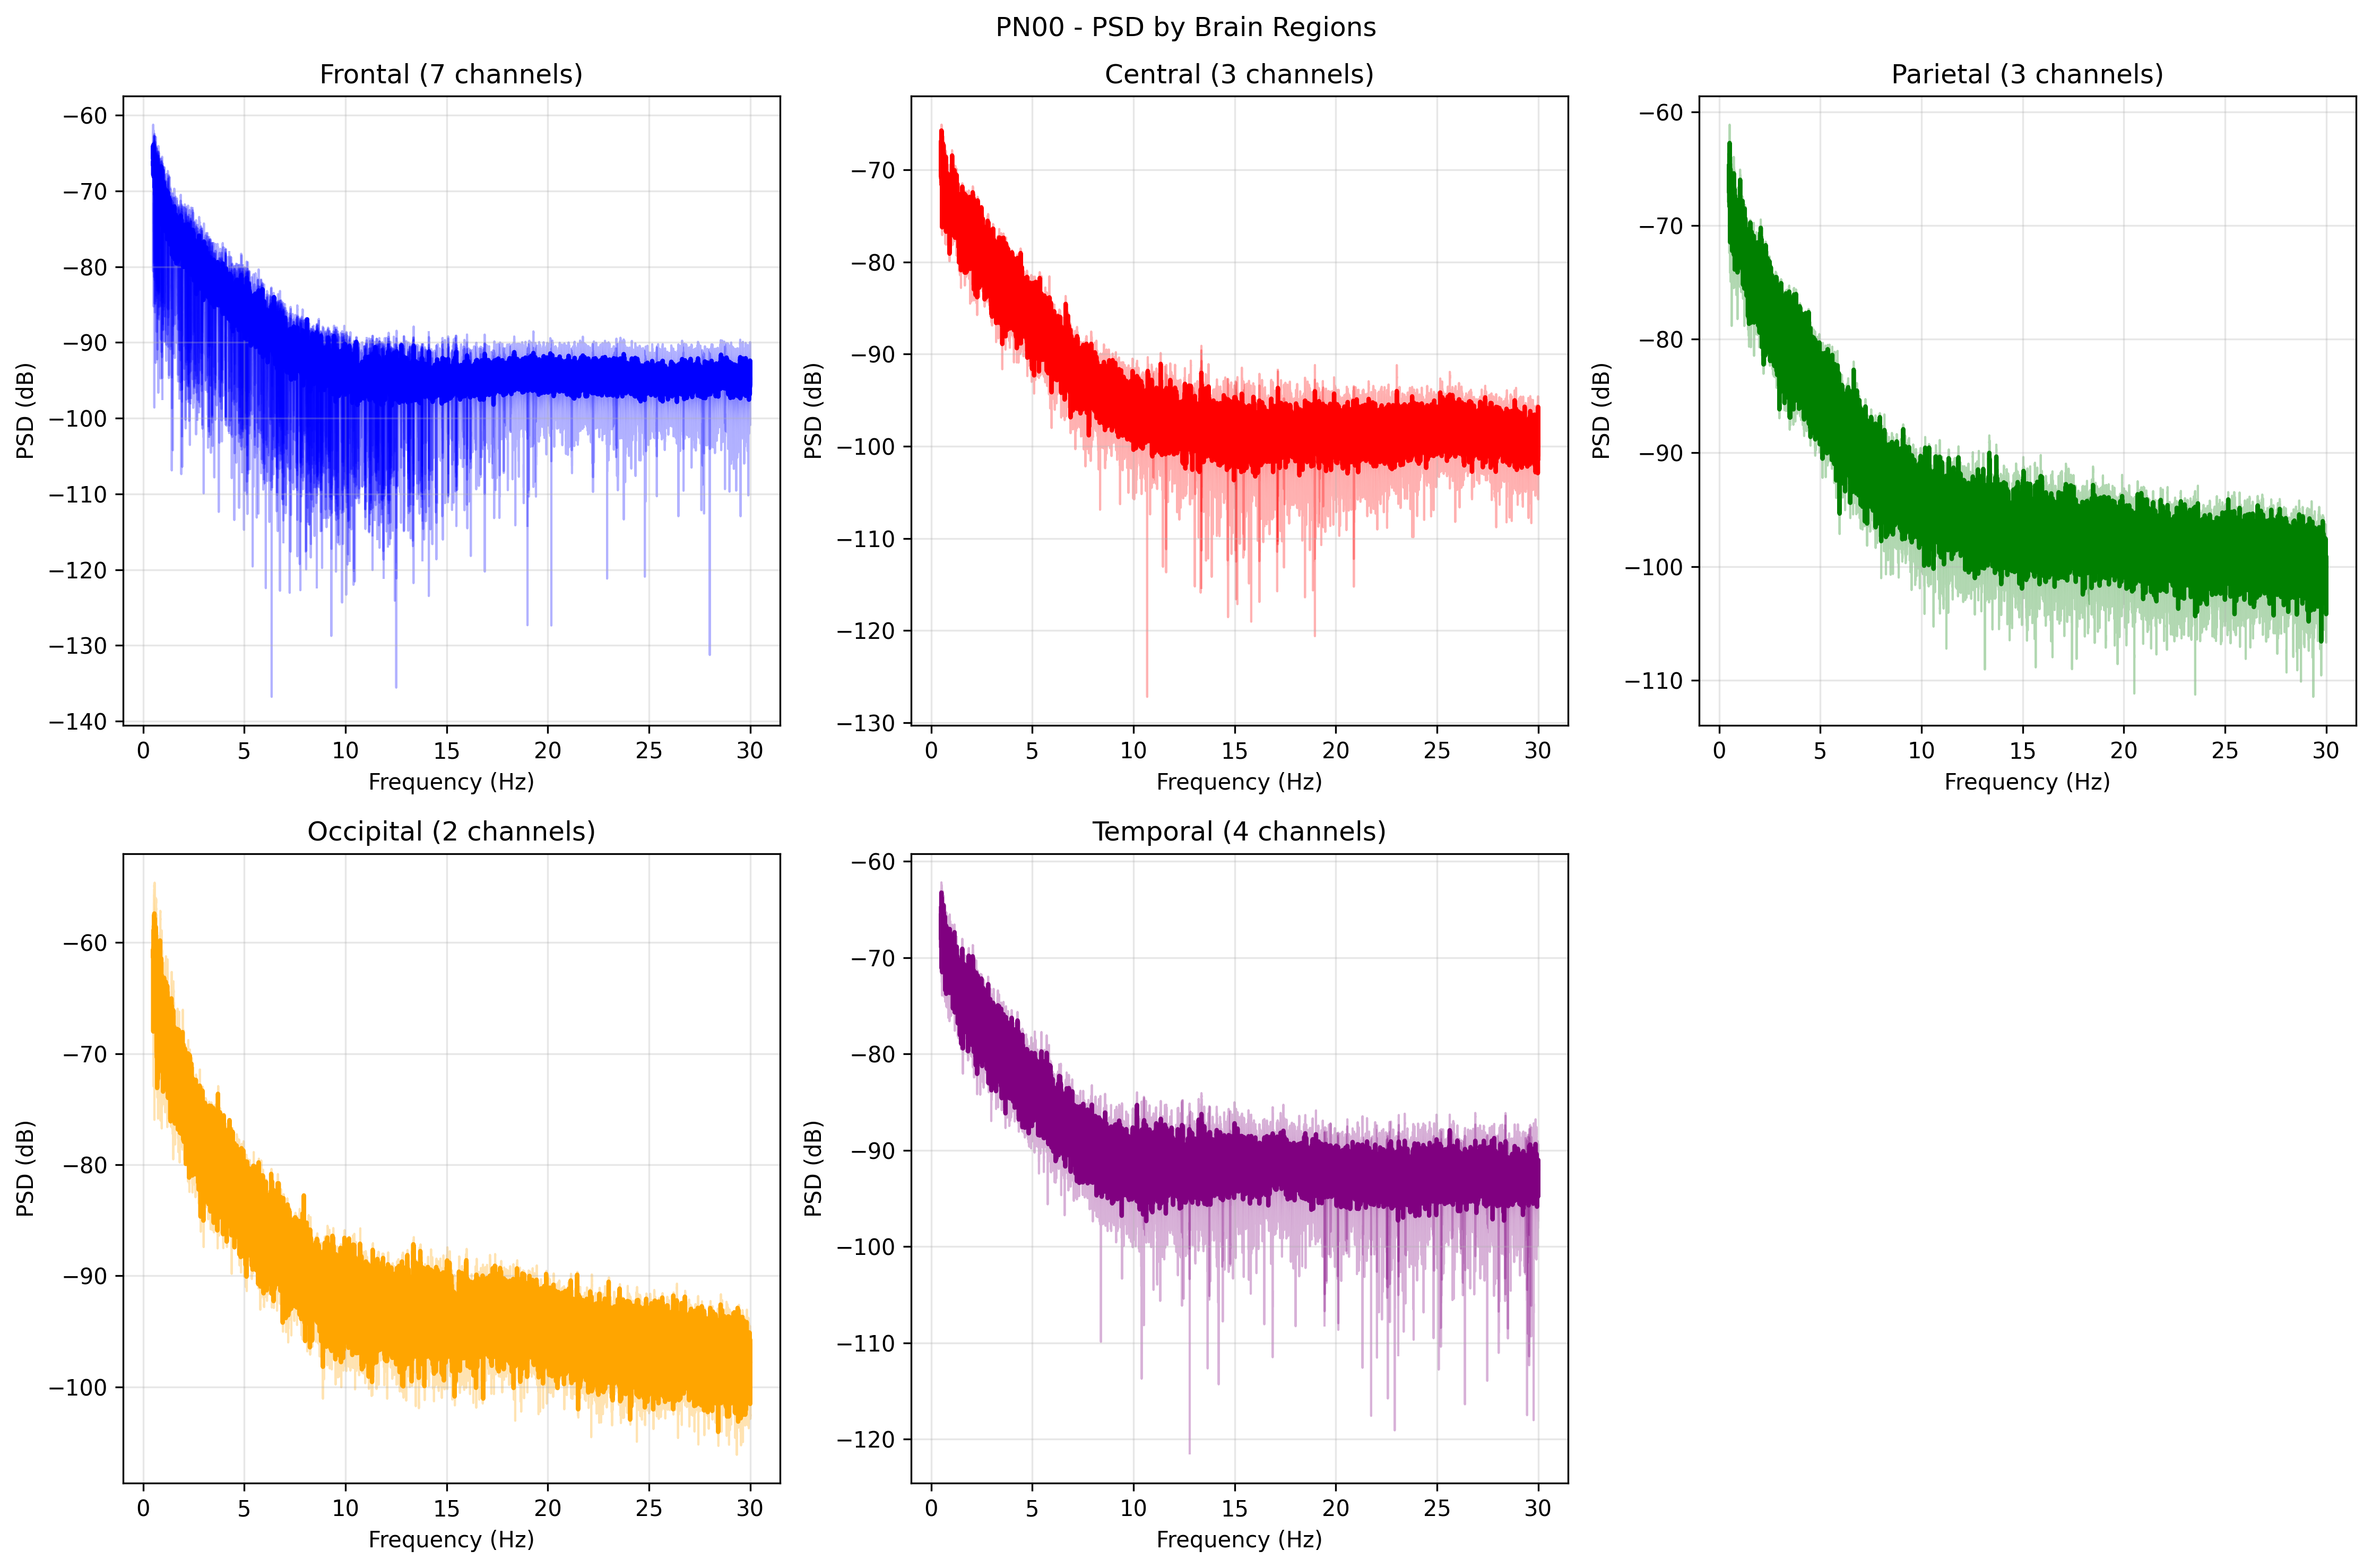 PN00 - PSD by Brain Regions
Frontal (7 channels)
PSD (dB)
−60
−70
−80
−90
−100
−110
−120
−130
−140
0 5 10 15 20 25 30
Frequency (Hz)
Central (3 channels)
PSD (dB)
−70
−80
−90
−100
−110
−120
−130
0 5 10 15 20 25 30
Frequency (Hz)
Parietal (3 channels)
PSD (dB)
−60
−70
−80
−90
−100
−110
0 5 10 15 20 25 30
Frequency (Hz)
Occipital (2 channels)
PSD (dB)
−60
−70
−80
−90
−100
0 5 10 15 20 25 30
Frequency (Hz)
Temporal (4 channels)
PSD (dB)
−60
−70
−80
−90
−100
−110
−120
0 5 10 15 20 25 30
Frequency (Hz)